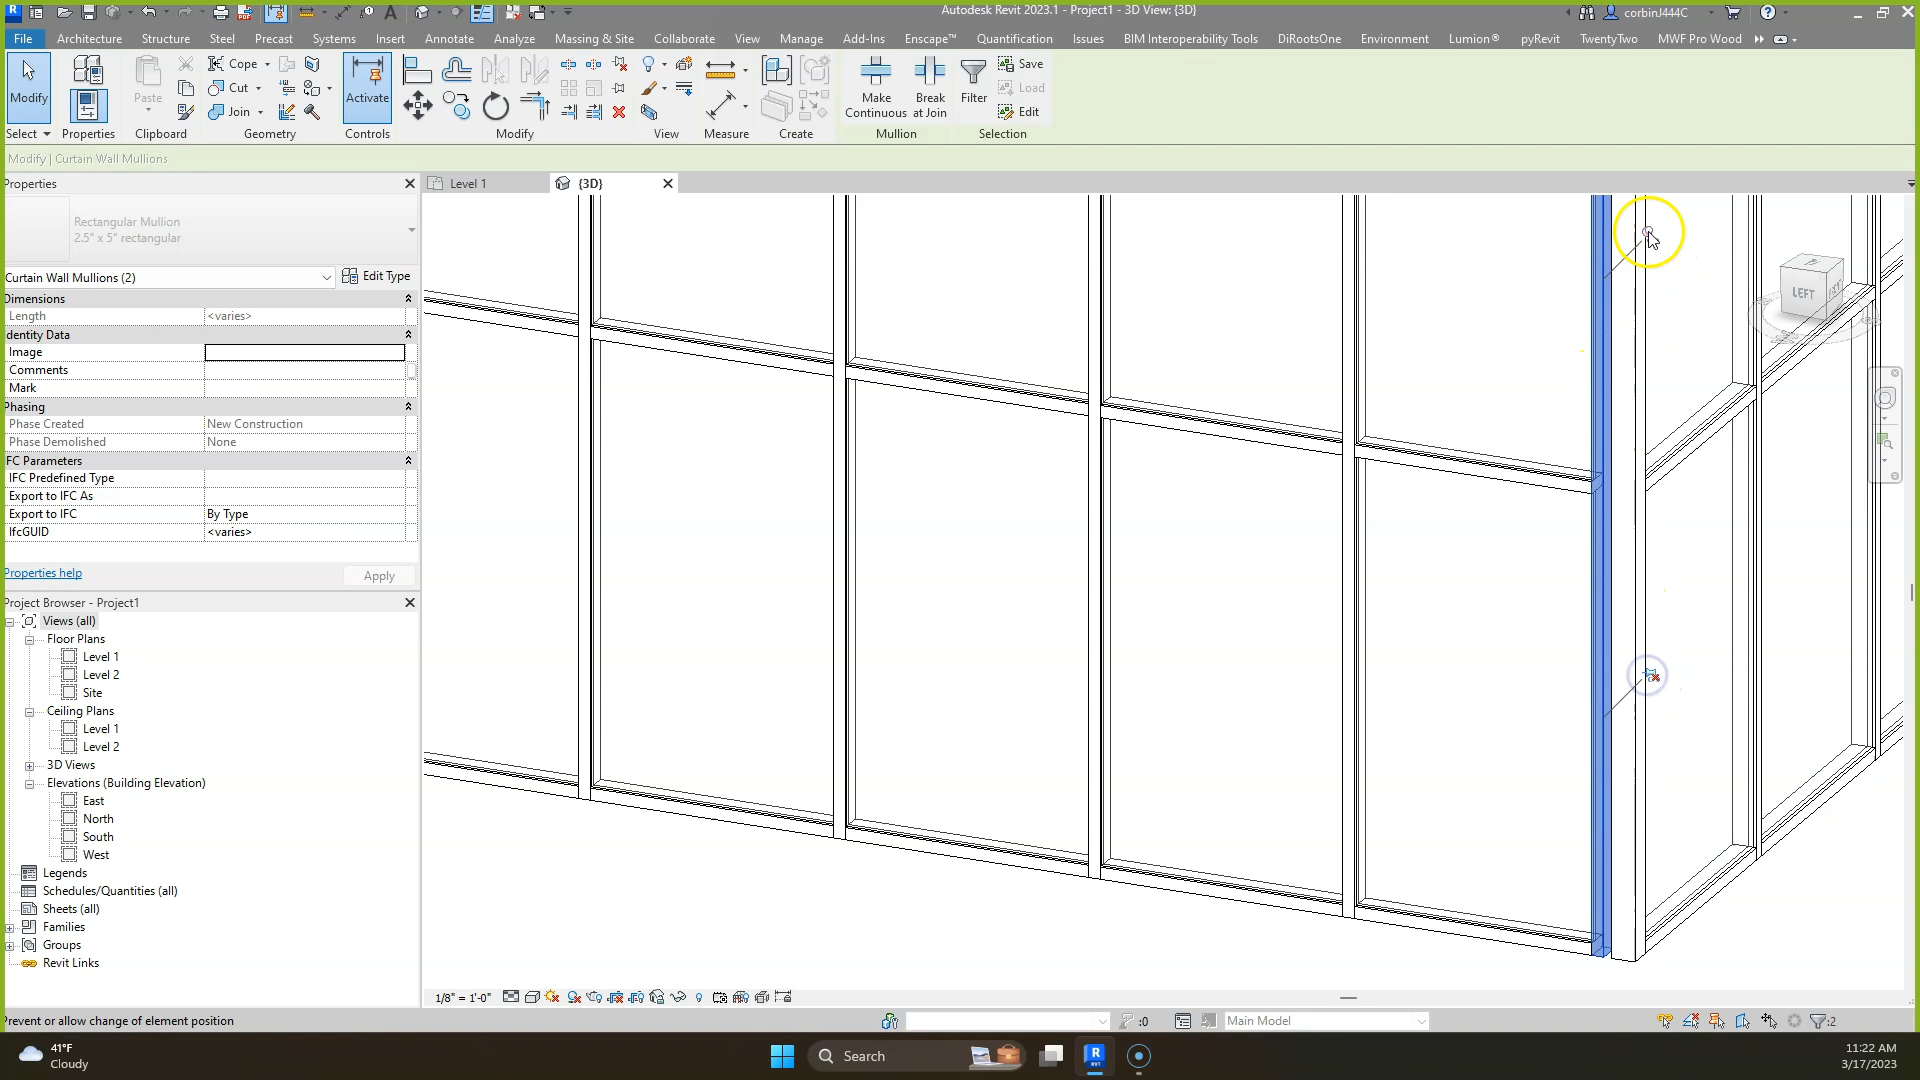 Autodesk Revit 2023.1 - Project1 - 3D View: {3D}
corbinJ444C
File Architecture Structure Steel Precast Systems Insert Annotate Analyze Massing & Site Collaborate View Manage Add-Ins Enscape™ Quantification Issues BIM Interoperability Tools DiRootsOne Environment Lumion® pyRevit TwentyTwo MWF Pro Wood
Modify
Paste
Cope
Cut
Join
Activate
Make Continuous
Break at Join
Filter
Save
Load
Edit
Select Properties Clipboard Geometry Controls Modify View Measure Create Mullion Selection
Modify | Curtain Wall Mullions
Properties
Level 1
{3D}
Rectangular Mullion
2.5" x 5" rectangular
Curtain Wall Mullions (2)
Edit Type
Dimensions
Length <varies>
dentity Data
Image
Comments
Mark
Phasing
Phase Created New Construction
Phase Demolished None
FC Parameters
IFC Predefined Type
Export to IFC As
Export to IFC By Type
IfcGUID <varies>
Properties help
Apply
Project Browser - Project1
Views (all)
Floor Plans
Level 1
Level 2
Site
Ceiling Plans
Level 1
Level 2
3D Views
Elevations (Building Elevation)
East
North
South
West
Legends
Schedules/Quantities (all)
Sheets (all)
Families
Groups
Revit Links
LEFT
1/8" = 1'-0"
Prevent or allow change of element position
:0
Main Model
:2
41°F
Cloudy
Search
11:22 AM
3/17/2023